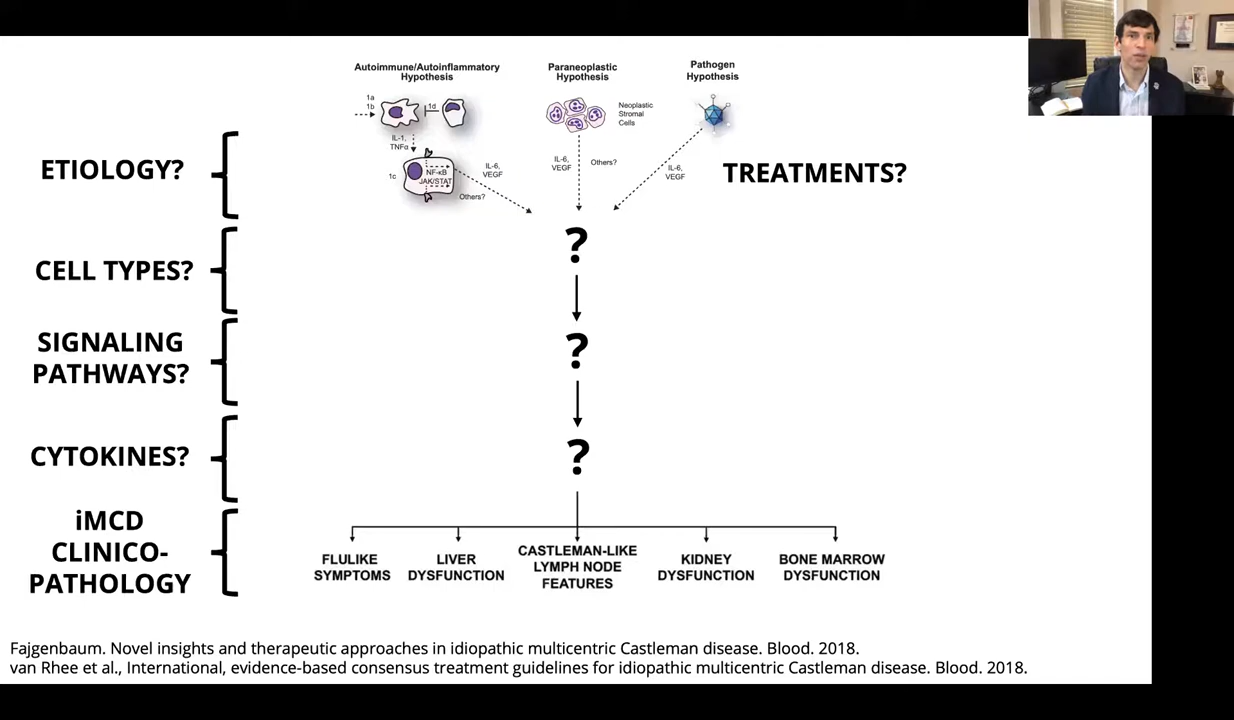 Autoimmune/Autoinflammatory
Hypothesis
Paraneoplastic
Hypothesis
Pathogen
Hypothesis
1a
1b
1d
Neoplastic
Stromal
Cells
IL-1,
TNFα
1c
NF-κB
JAK/STAT
IL-6,
VEGF
Others?
IL-6,
VEGF
Others?
IL-6,
VEGF
ETIOLOGY?
TREATMENTS?
?
CELL TYPES?
?
SIGNALING
PATHWAYS?
?
CYTOKINES?
iMCD
CLINICO-
PATHOLOGY
FLULIKE
SYMPTOMS
LIVER
DYSFUNCTION
CASTLEMAN-LIKE
LYMPH NODE
FEATURES
KIDNEY
DYSFUNCTION
BONE MARROW
DYSFUNCTION
Fajgenbaum. Novel insights and therapeutic approaches in idiopathic multicentric Castleman disease. Blood. 2018.
van Rhee et al., International, evidence-based consensus treatment guidelines for idiopathic multicentric Castleman disease. Blood. 2018.